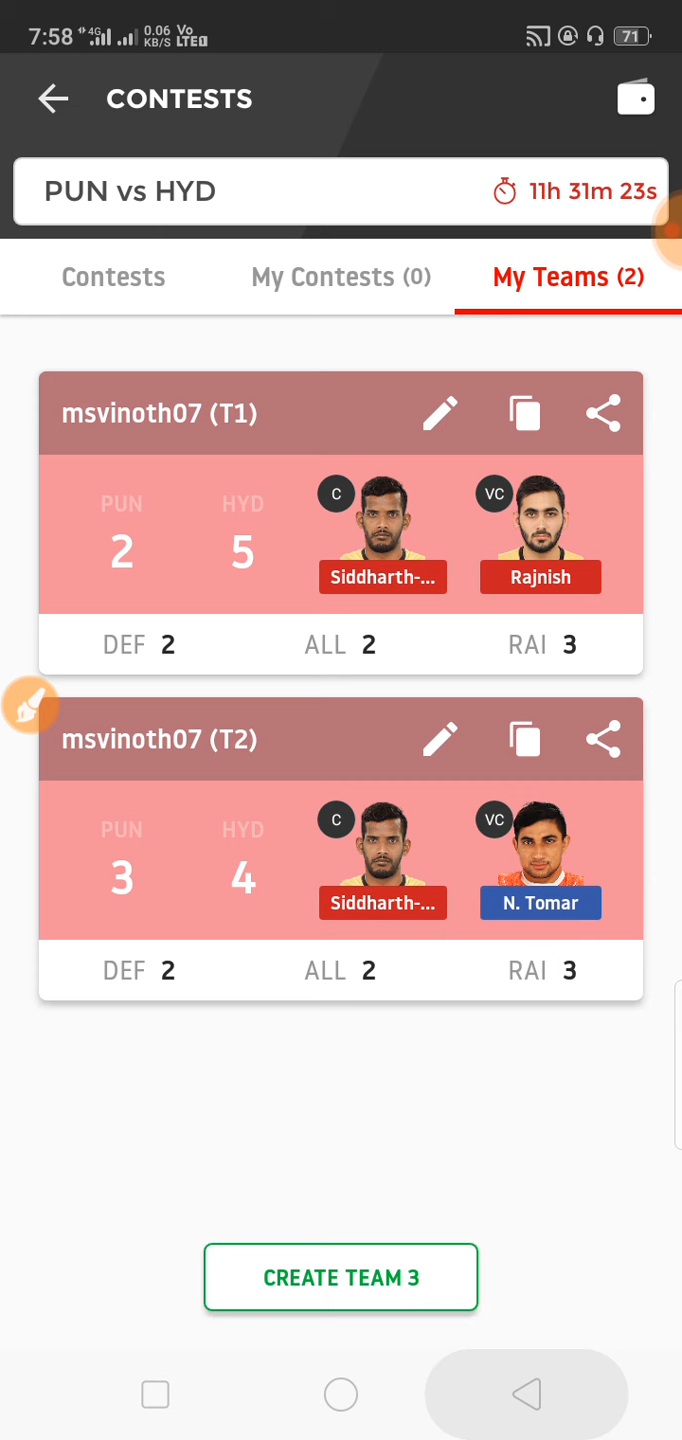 7:58 4G 0.06 KB/S Vo LTE 71
CONTESTS
PUN vs HYD 11h 31m 23s
Contests My Contests (0) My Teams (2)
msvinoth07 (T1)
PUN HYD C VC
2 5
Siddharth-... Rajnish
DEF 2 ALL 2 RAI 3
msvinoth07 (T2)
PUN HYD C VC
3 4
Siddharth-... N. Tomar
DEF 2 ALL 2 RAI 3
CREATE TEAM 3